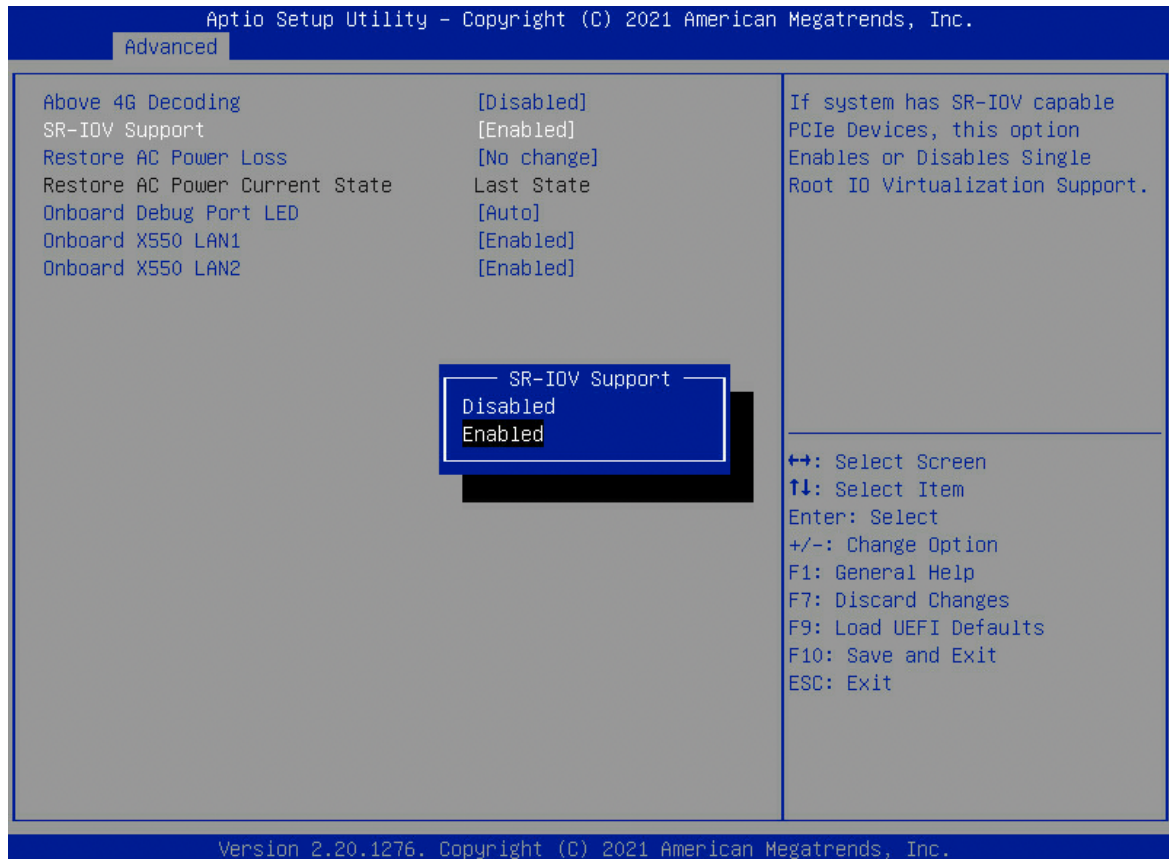 Aptio Setup Utility – Copyright (C) 2021 American Megatrends, Inc.
Advanced
Above 4G Decoding [Disabled]
SR-IOV Support [Enabled]
Restore AC Power Loss [No change]
Restore AC Power Current State Last State
Onboard Debug Port LED [Auto]
Onboard X550 LAN1 [Enabled]
Onboard X550 LAN2 [Enabled]
If system has SR-IOV capable
PCIe Devices, this option
Enables or Disables Single
Root IO Virtualization Support.
SR-IOV Support
Disabled
Enabled
↔: Select Screen
↑↓: Select Item
Enter: Select
+/-: Change Option
F1: General Help
F7: Discard Changes
F9: Load UEFI Defaults
F10: Save and Exit
ESC: Exit
Version 2.20.1276. Copyright (C) 2021 American Megatrends, Inc.